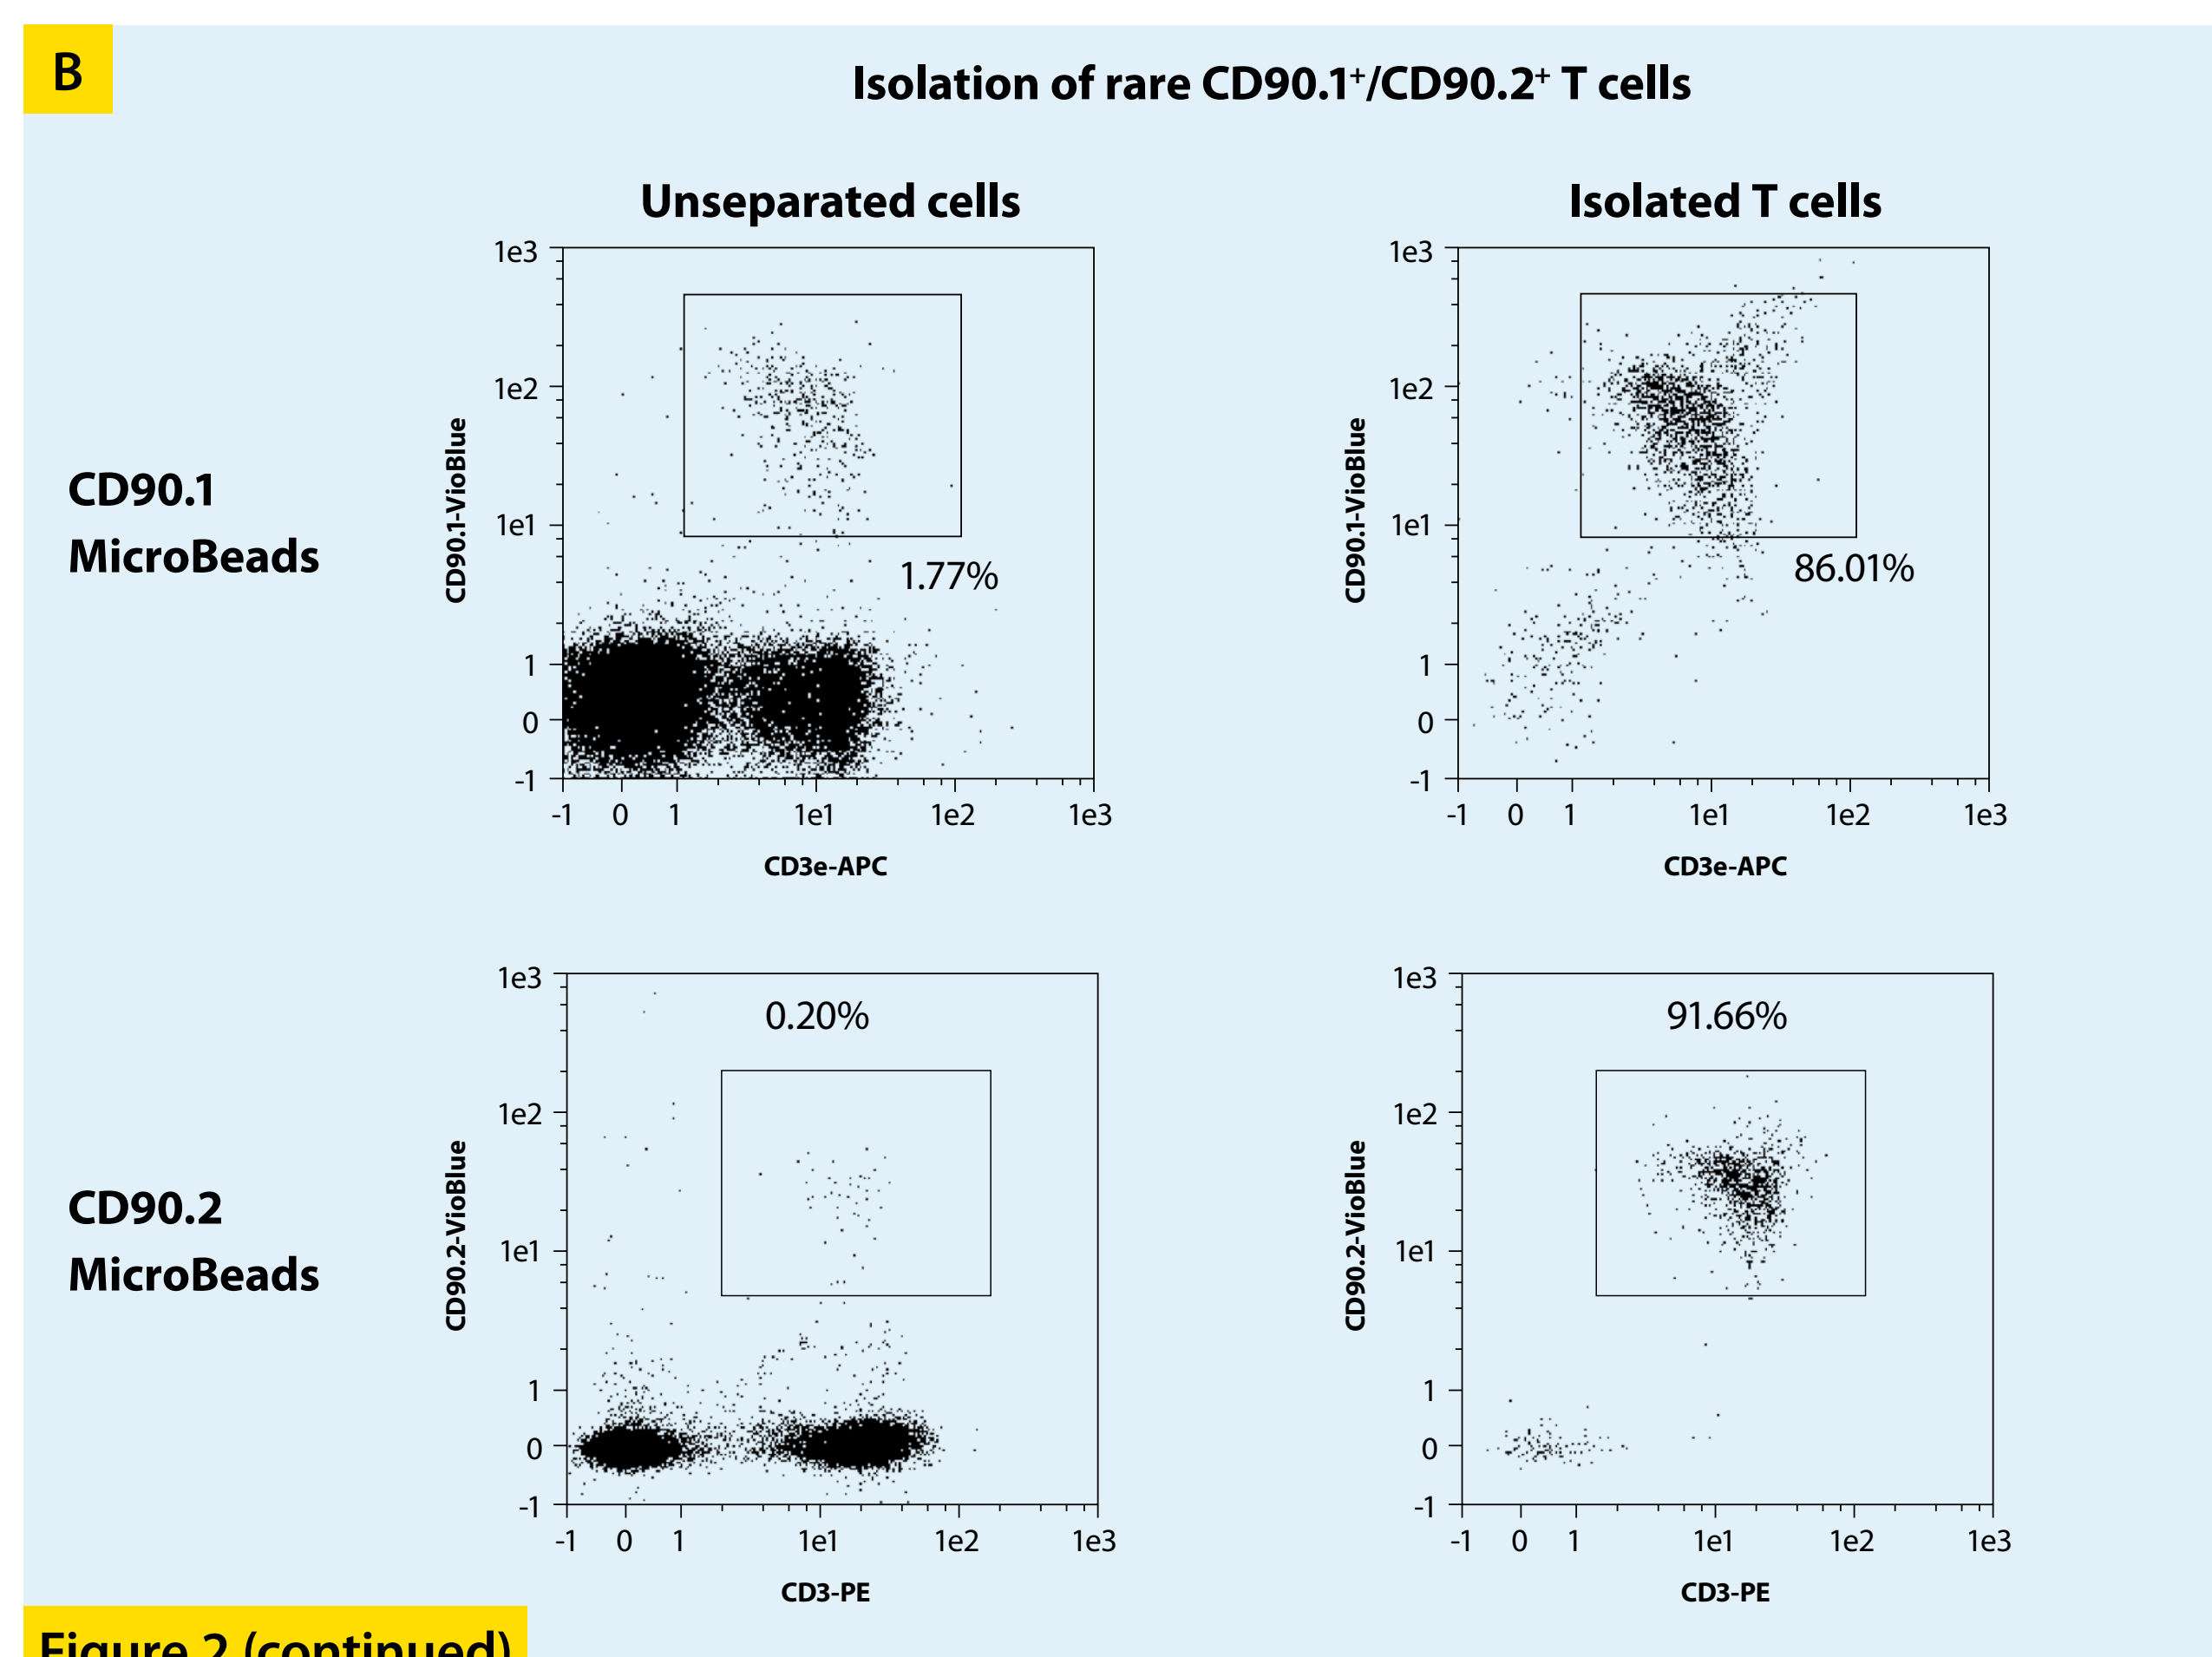 B
Isolation of rare CD90.1⁺/CD90.2⁺ T cells
Unseparated cells
Isolated T cells
CD90.1
MicroBeads
CD90.1-VioBlue
1e3
1e2
1e1
1
0
-1
1.77%
-1 0 1 1e1 1e2 1e3
CD3e-APC
CD90.1-VioBlue
1e3
1e2
1e1
1
0
-1
86.01%
-1 0 1 1e1 1e2 1e3
CD3e-APC
CD90.2
MicroBeads
CD90.2-VioBlue
1e3
1e2
1e1
1
0
-1
0.20%
-1 0 1 1e1 1e2 1e3
CD3-PE
CD90.2-VioBlue
1e3
1e2
1e1
1
0
-1
91.66%
-1 0 1 1e1 1e2 1e3
CD3-PE
Figure 2 (continued)